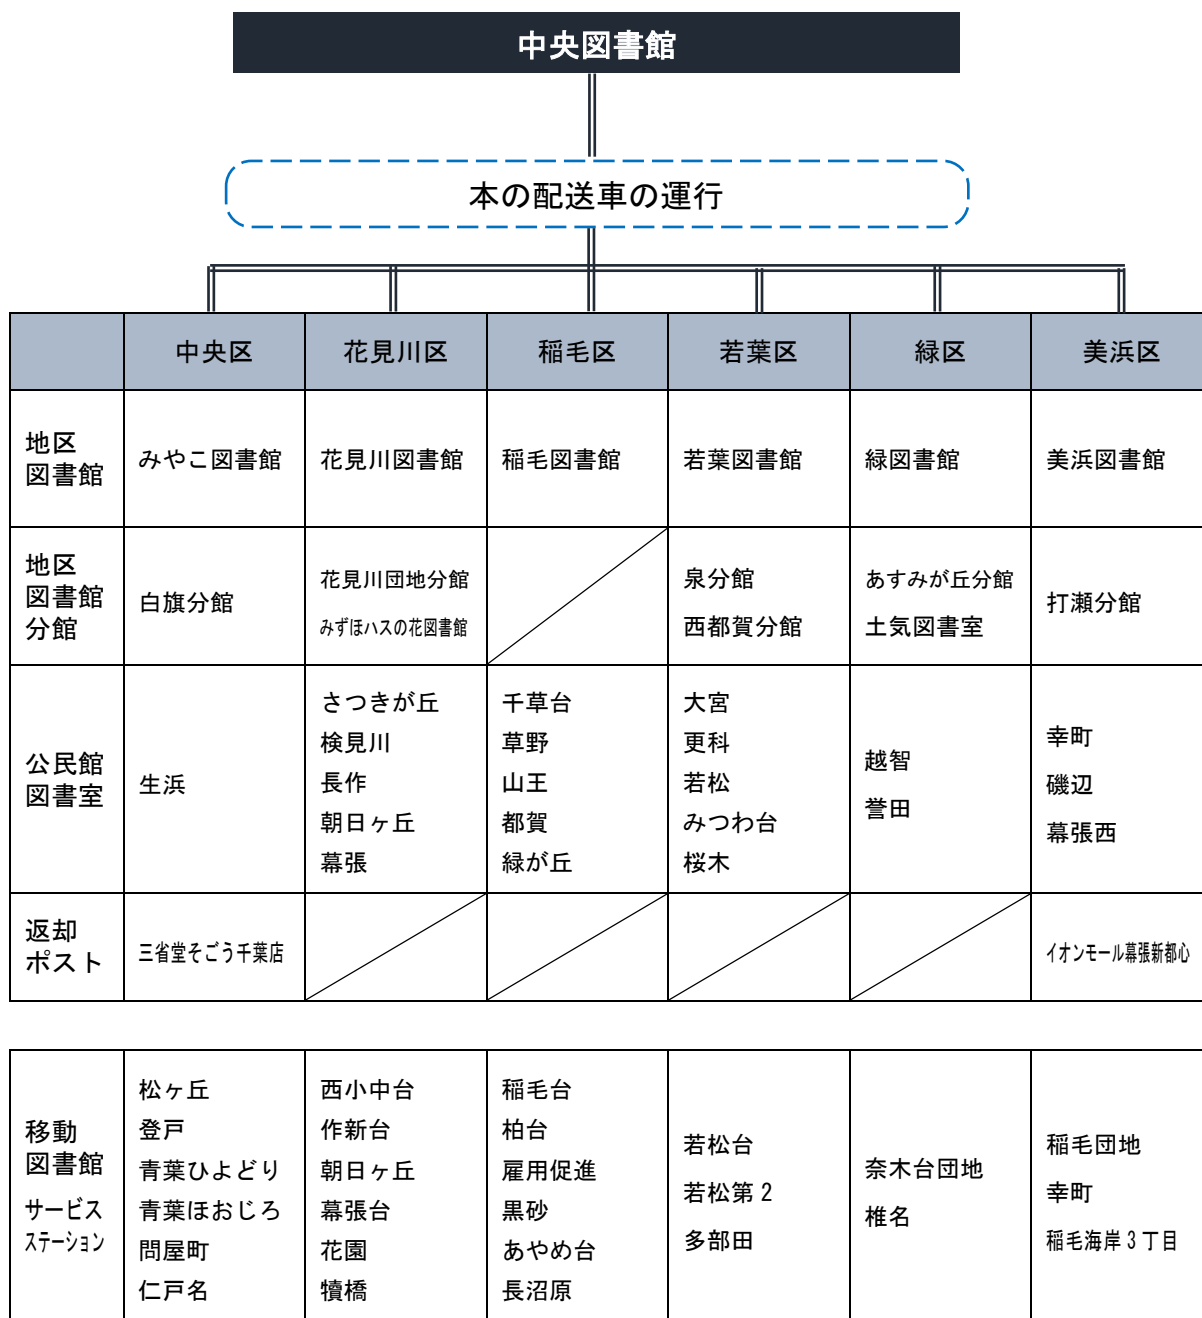 中央図書館
本の配送車の運行
中央区 花見川区 稲毛区 若葉区 緑区 美浜区
地区
図書館
みやこ図書館
花見川図書館
稲毛図書館
若葉図書館
緑図書館
美浜図書館
地区
図書館
分館
白旗分館
花見川団地分館
みずほハスの花図書館
泉分館
西都賀分館
あすみが丘分館
土気図書室
打瀬分館
公民館
図書室
生浜
さつきが丘
検見川
長作
朝日ヶ丘
幕張
千草台
草野
山王
都賀
緑が丘
大宮
更科
若松
みつわ台
桜木
越智
誉田
幸町
磯辺
幕張西
返却
ポスト
三省堂そごう千葉店
イオンモール幕張新都心
移動
図書館
サービス
ステーション
松ヶ丘
登戸
青葉ひよどり
青葉ほおじろ
問屋町
仁戸名
西小中台
作新台
朝日ヶ丘
幕張台
花園
犢橋
稲毛台
柏台
雇用促進
黒砂
あやめ台
長沼原
若松台
若松第2
多部田
奈木台団地
椎名
稲毛団地
幸町
稲毛海岸3丁目